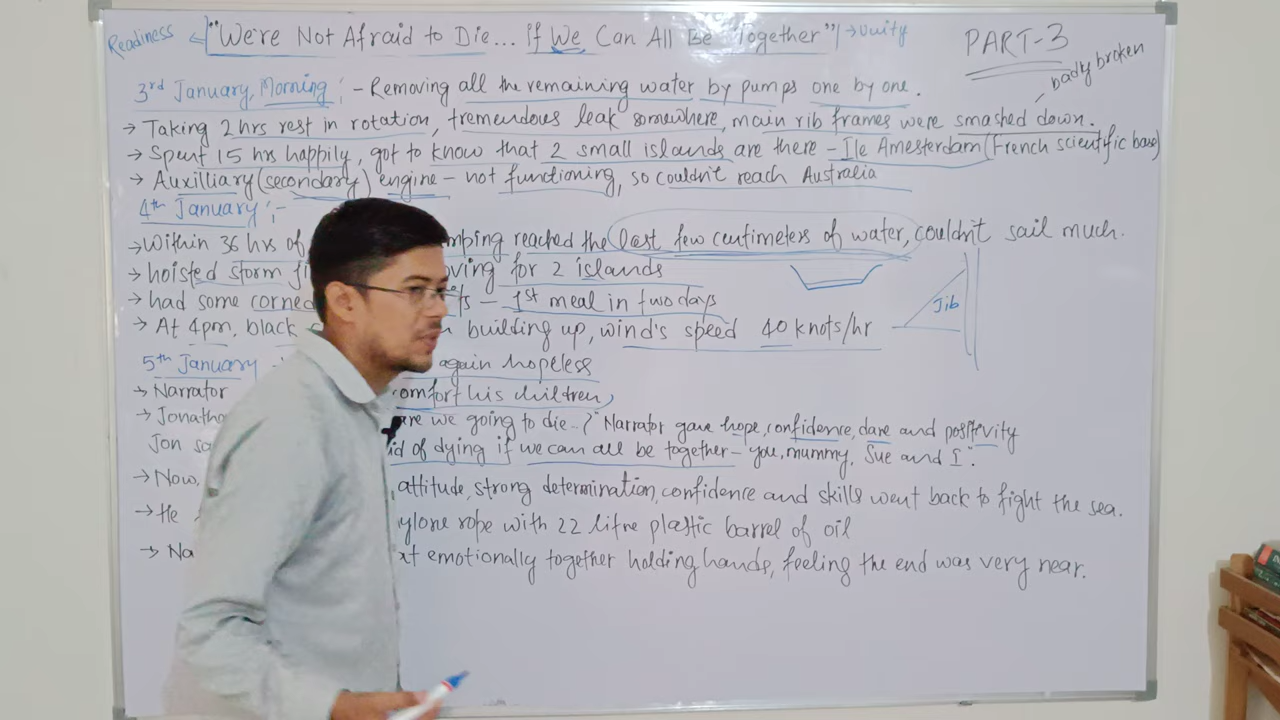 Readiness "We're Not Afraid to Die... if We Can All Be Together" → Unity PART-3
badly broken
3rd January, Morning :- Removing all the remaining water by pumps one by one.
→ Taking 2 hrs rest in rotation, tremendous leak somewhere, main rib frames were smashed down.
→ Spent 15 hrs happily, got to know that 2 small islands are there - Ile Amesterdam (French scientific base)
→ Auxilliary (secondary) engine - not functioning, so couldn't reach Australia
4th January :-
→ Within 36 hrs of mping reached the last few centimeters of water, couldn't sail much.
→ hoisted storm ving for 2 islands
→ had some corned ts - 1st meal in two days
Jib
→ At 4pm, black building up, wind's speed 40 knots/hr
5th January again hopeless
→ Narrator omfort his children,
→ Jonatha are we going to die..?" Narrator gave hope, confidence, dare and positivity
Jon sa id of dying if we can all be together - you, mummy, Sue and I".
→ Now, attitude, strong determination, confidence and skills went back to fight the sea.
→ He ylone rope with 22 litre plastic barrel of oil
→ Na at emotionally together holding hands, feeling the end was very near.